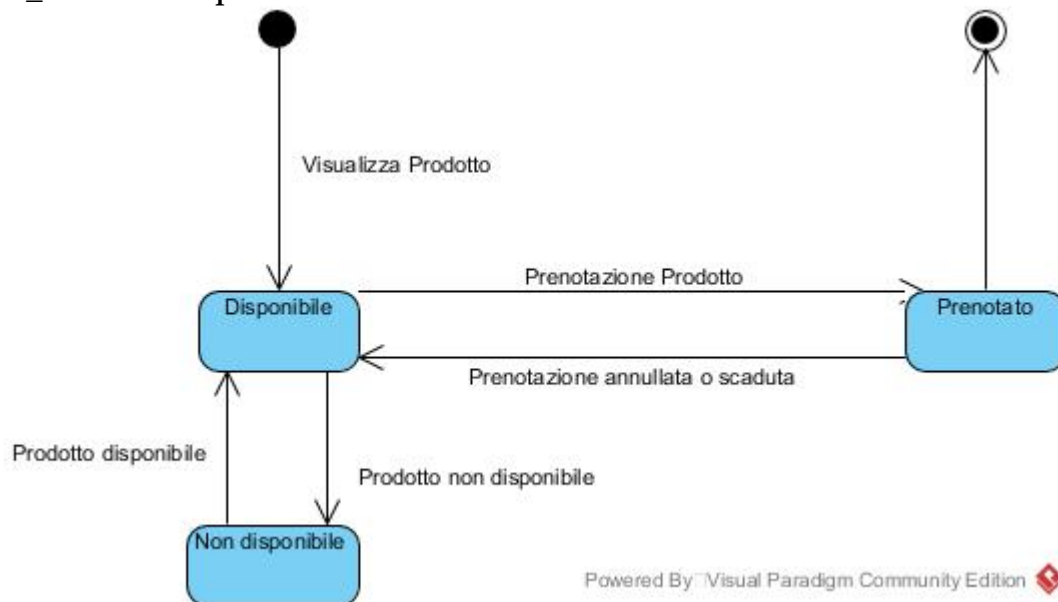 Visualizza Prodotto
Prenotazione Prodotto
Disponibile
Prenotato
Prenotazione annullata o scaduta
Prodotto disponibile
Prodotto non disponibile
Non disponibile
Powered By Visual Paradigm Community Edition